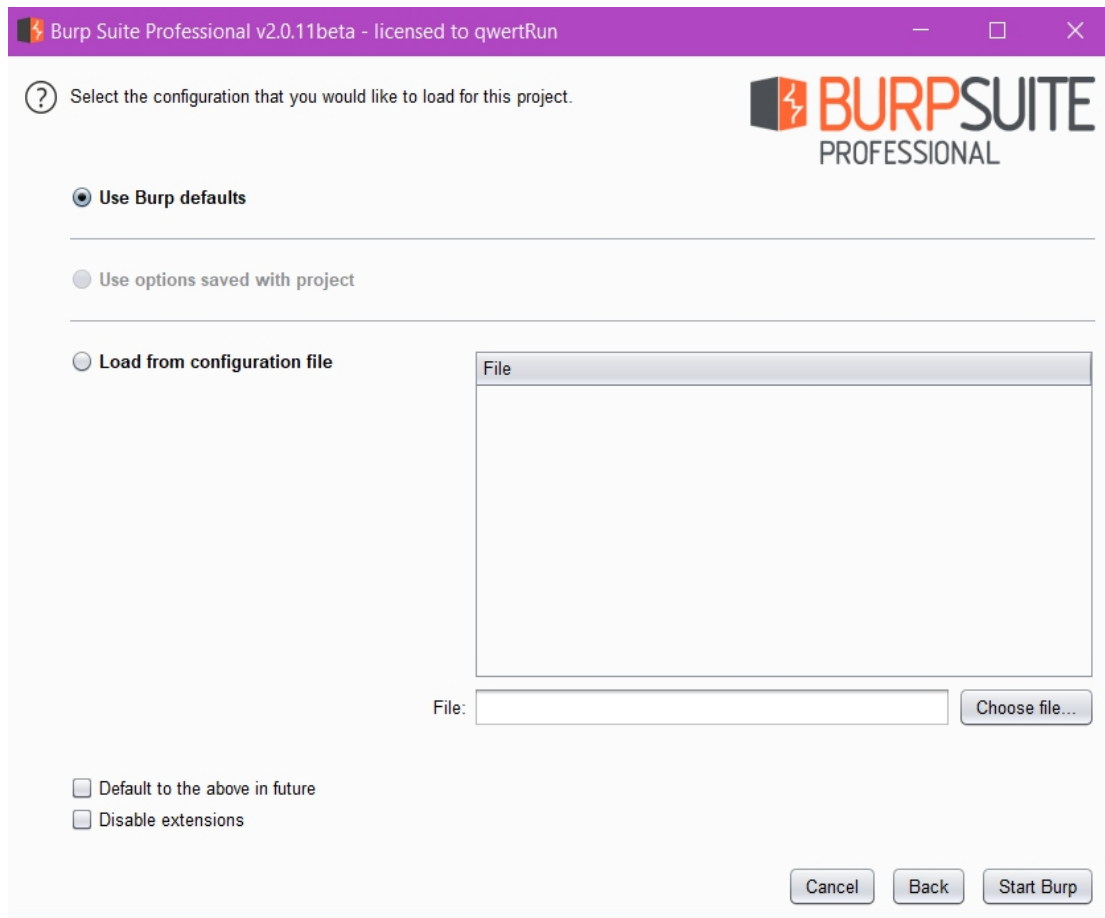 Burp Suite Professional v2.0.11beta - licensed to qwertRun
? Select the configuration that you would like to load for this project.
BURPSUITE
PROFESSIONAL
Use Burp defaults
Use options saved with project
Load from configuration file
File
File:
Choose file...
Default to the above in future
Disable extensions
Cancel
Back
Start Burp